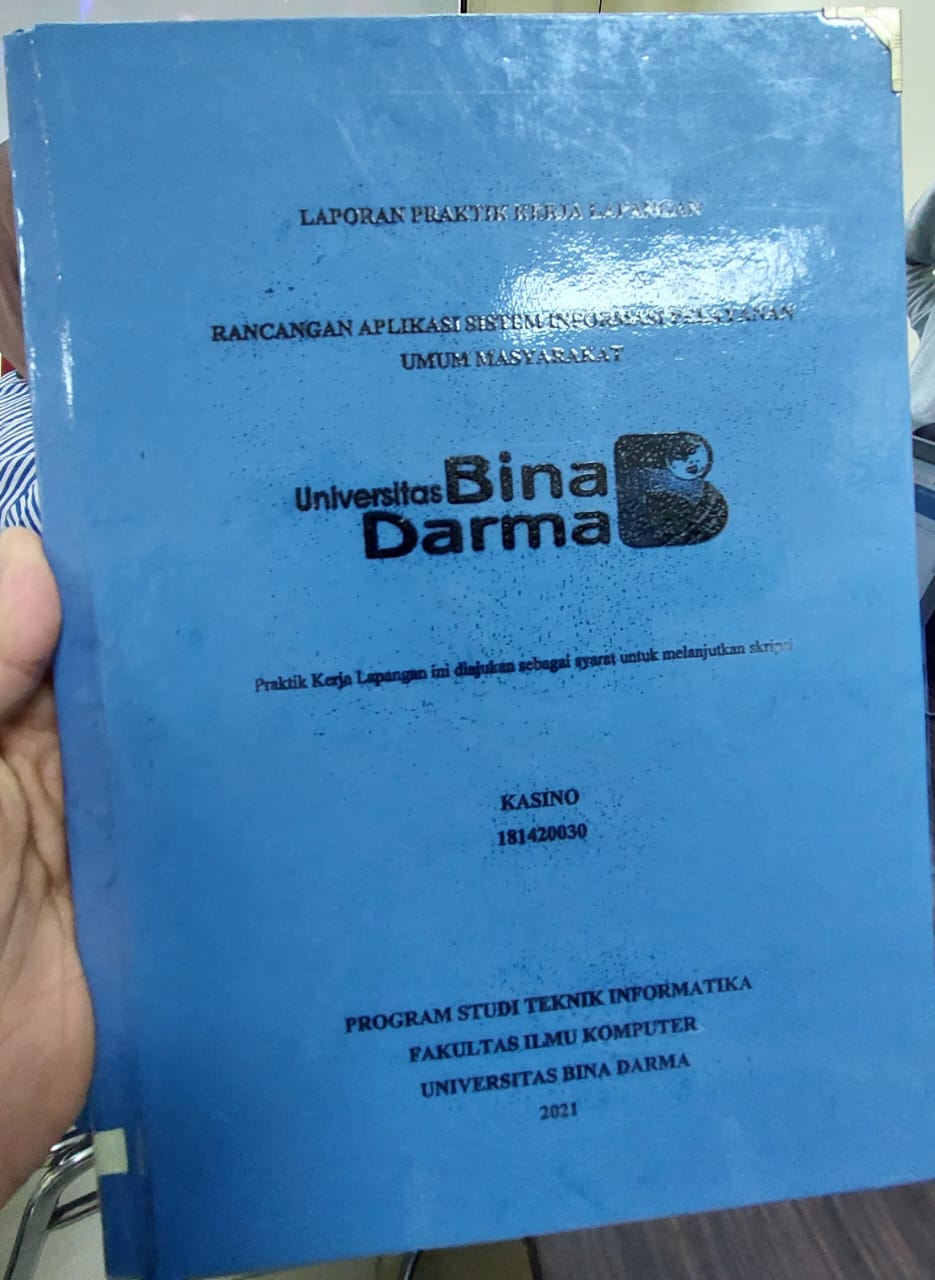 LAPORAN PRAKTIK KERJA LAPANGAN
RANCANGAN APLIKASI SISTEM INFORMASI PELAYANAN
UMUM MASYARAKAT
Universitas Bina
Darma
Praktik Kerja Lapangan ini diajukan sebagai syarat untuk melanjutkan skripsi
KASINO
181420030
PROGRAM STUDI TEKNIK INFORMATIKA
FAKULTAS ILMU KOMPUTER
UNIVERSITAS BINA DARMA
2021